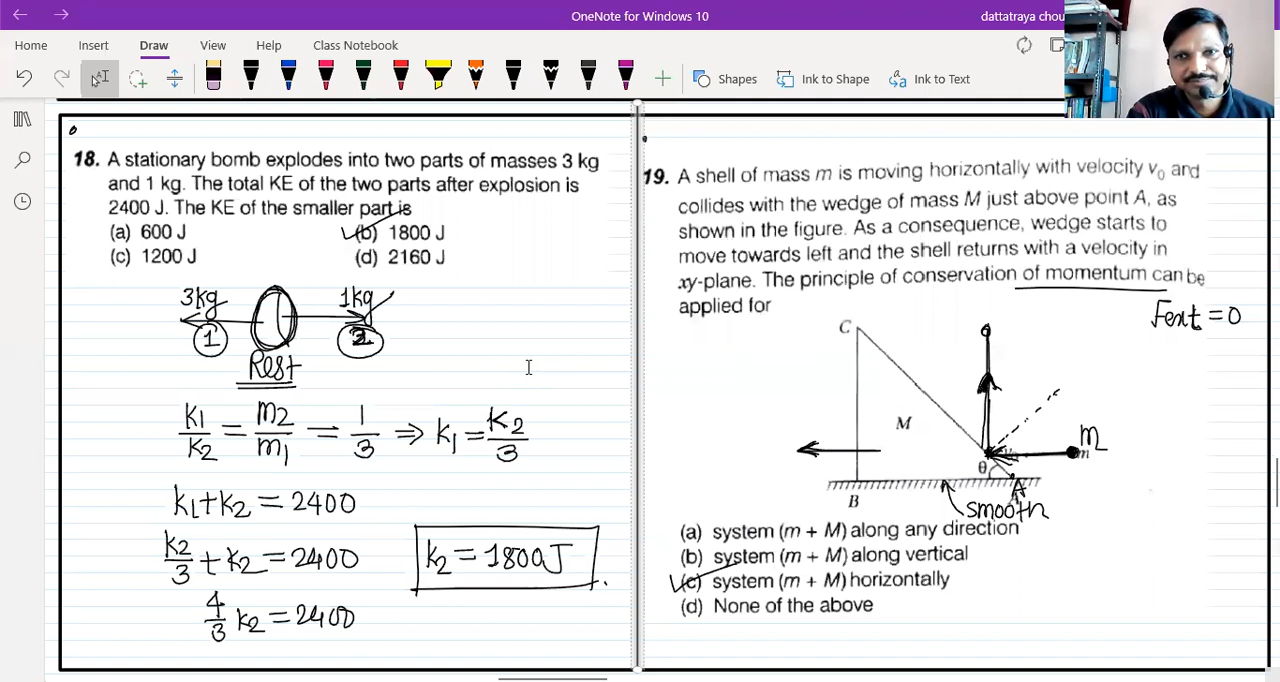 OneNote for Windows 10
dattatraya chou
Home Insert Draw View Help Class Notebook
Shapes Ink to Shape Ink to Text
18. A stationary bomb explodes into two parts of masses 3 kg
and 1 kg. The total KE of the two parts after explosion is
2400 J. The KE of the smaller part is
(a) 600 J (b) 1800 J
(c) 1200 J (d) 2160 J
3kg 1kg
1 2
Rest
K1/K2 = m2/m1 = 1/3 ⇒ K1 = K2/3
K1+K2 = 2400
K2/3 + K2 = 2400
K2 = 1800J
4/3 K2 = 2400
19. A shell of mass m is moving horizontally with velocity v0 and
collides with the wedge of mass M just above point A, as
shown in the figure. As a consequence, wedge starts to
move towards left and the shell returns with a velocity in
xy-plane. The principle of conservation of momentum can be
applied for
Fext. = 0
C
M
m
m
θ
B
A
smooth
(a) system (m + M) along any direction
(b) system (m + M) along vertical
(c) system (m + M) horizontally
(d) None of the above